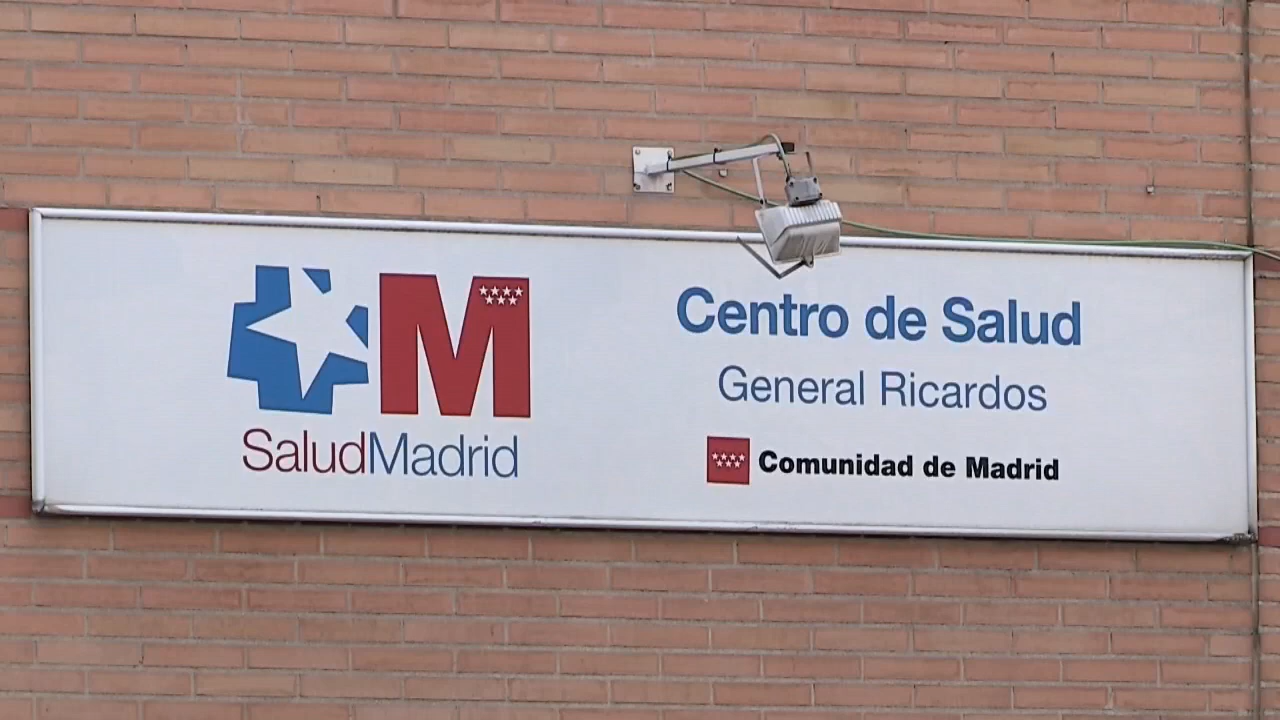 M
SaludMadrid
Centro de Salud
General Ricardos
Comunidad de Madrid